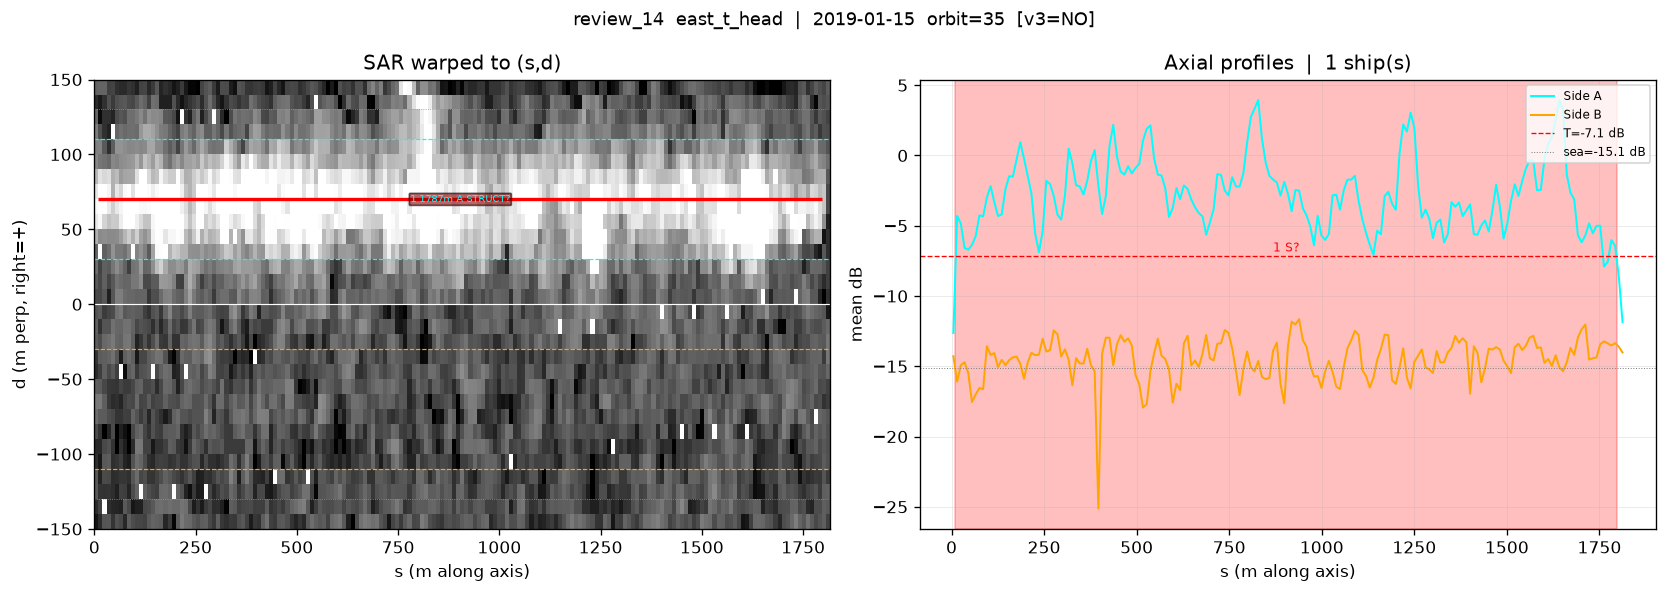 review_14 east_t_head | 2019-01-15 orbit=35 [v3=NO]
SAR warped to (s,d)
150
100
50
0
−50
−100
−150
d (m perp, right=+)
0
250
500
750
1000
1250
1500
1750
s (m along axis)
1 1787m A STRUCT?
Axial profiles | 1 ship(s)
5
0
−5
−10
−15
−20
−25
mean dB
0
250
500
750
1000
1250
1500
1750
s (m along axis)
1 S?
Side A
Side B
T=-7.1 dB
sea=-15.1 dB